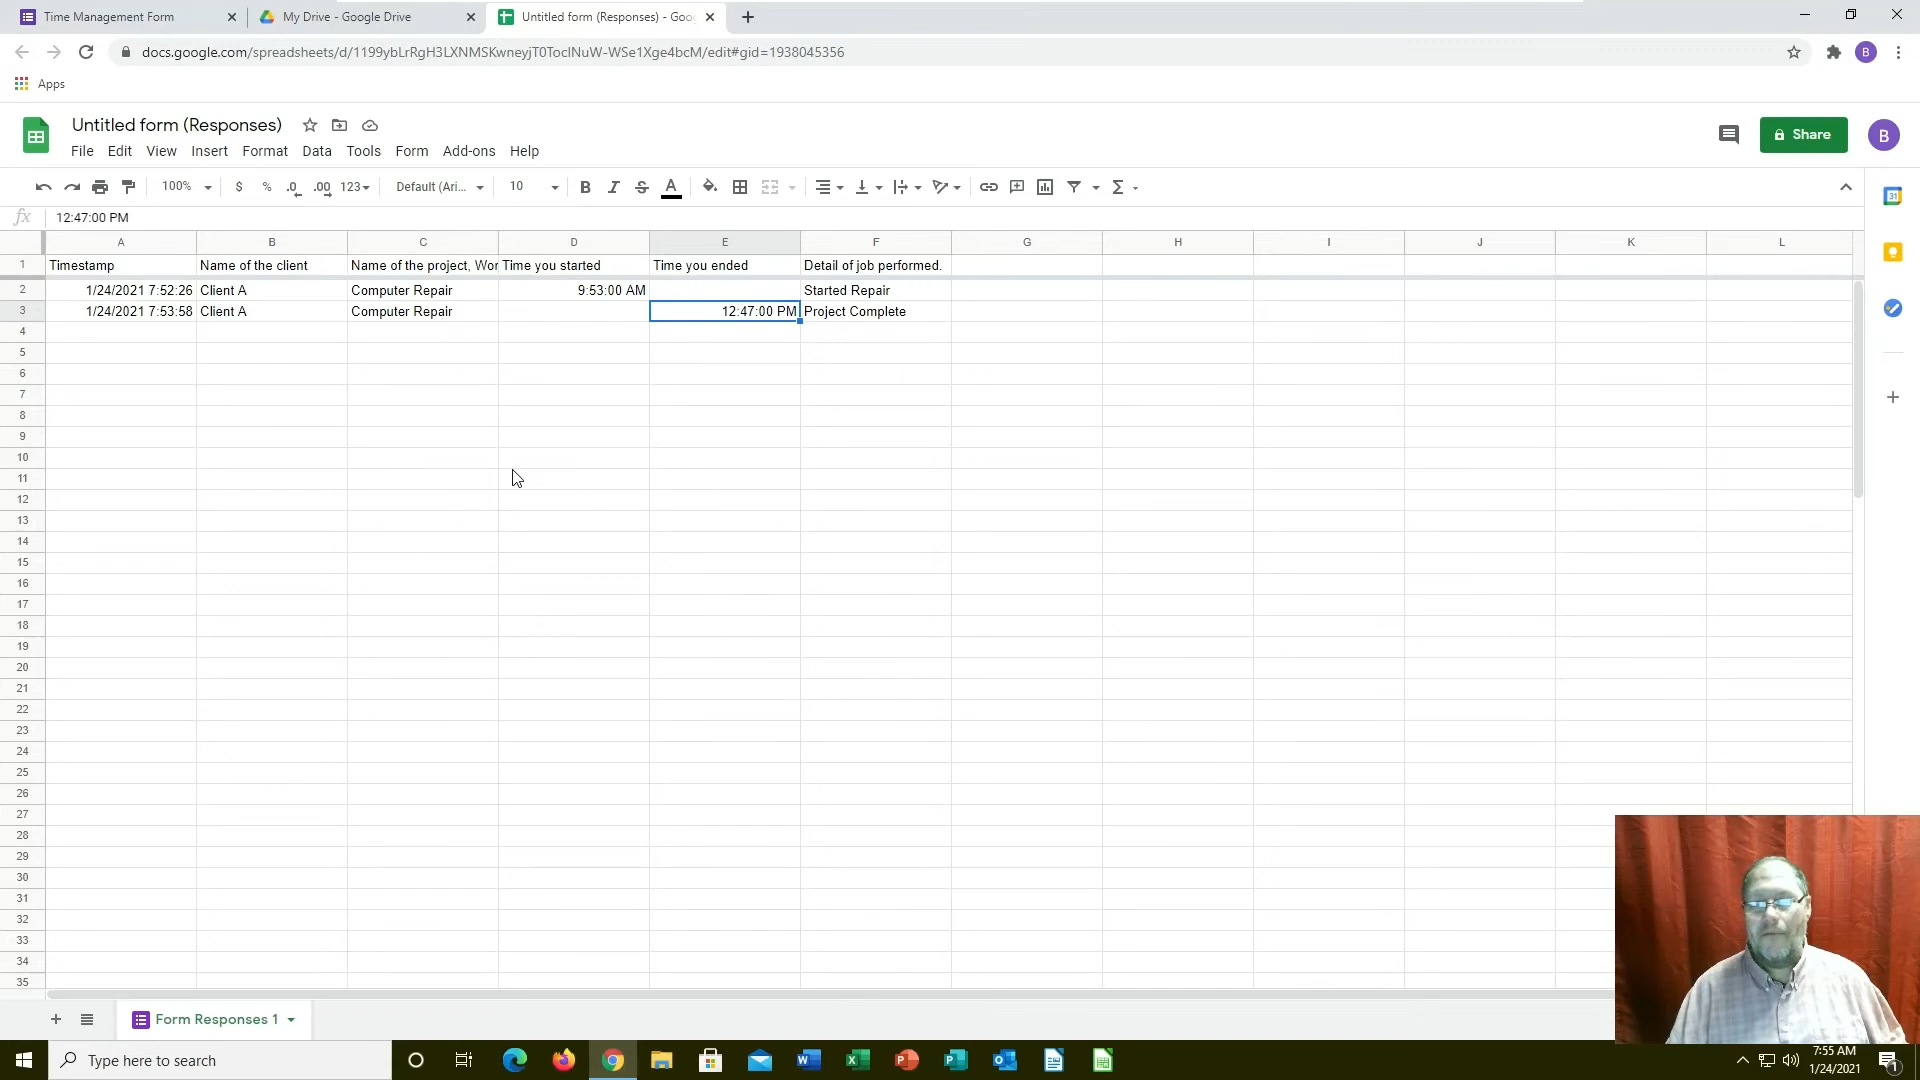 Time Management Form
My Drive - Google Drive
Untitled form (Responses) - Goo
docs.google.com/spreadsheets/d/1199ybLrRgH3LXNMSKwneyjT0ToclNuW-WSe1Xge4bcM/edit#gid=1938045356
B
Apps
Untitled form (Responses)
Share
B
File Edit View Insert Format Data Tools Form Add-ons Help
100% $ % .0 .00 123 Default (Ari... 10 B I S A
31
fx 12:47:00 PM
A B C D E F G H I J K L
1 Timestamp Name of the client Name of the project, Wor Time you started Time you ended Detail of job performed.
2 1/24/2021 7:52:26 Client A Computer Repair 9:53:00 AM Started Repair
3 1/24/2021 7:53:58 Client A Computer Repair 12:47:00 PM Project Complete
4
5
6
7
8
9
10
11
12
13
14
15
16
17
18
19
20
21
22
23
24
25
26
27
28
29
30
31
32
33
34
35
Form Responses 1
Type here to search
7:55 AM
1/24/2021
1